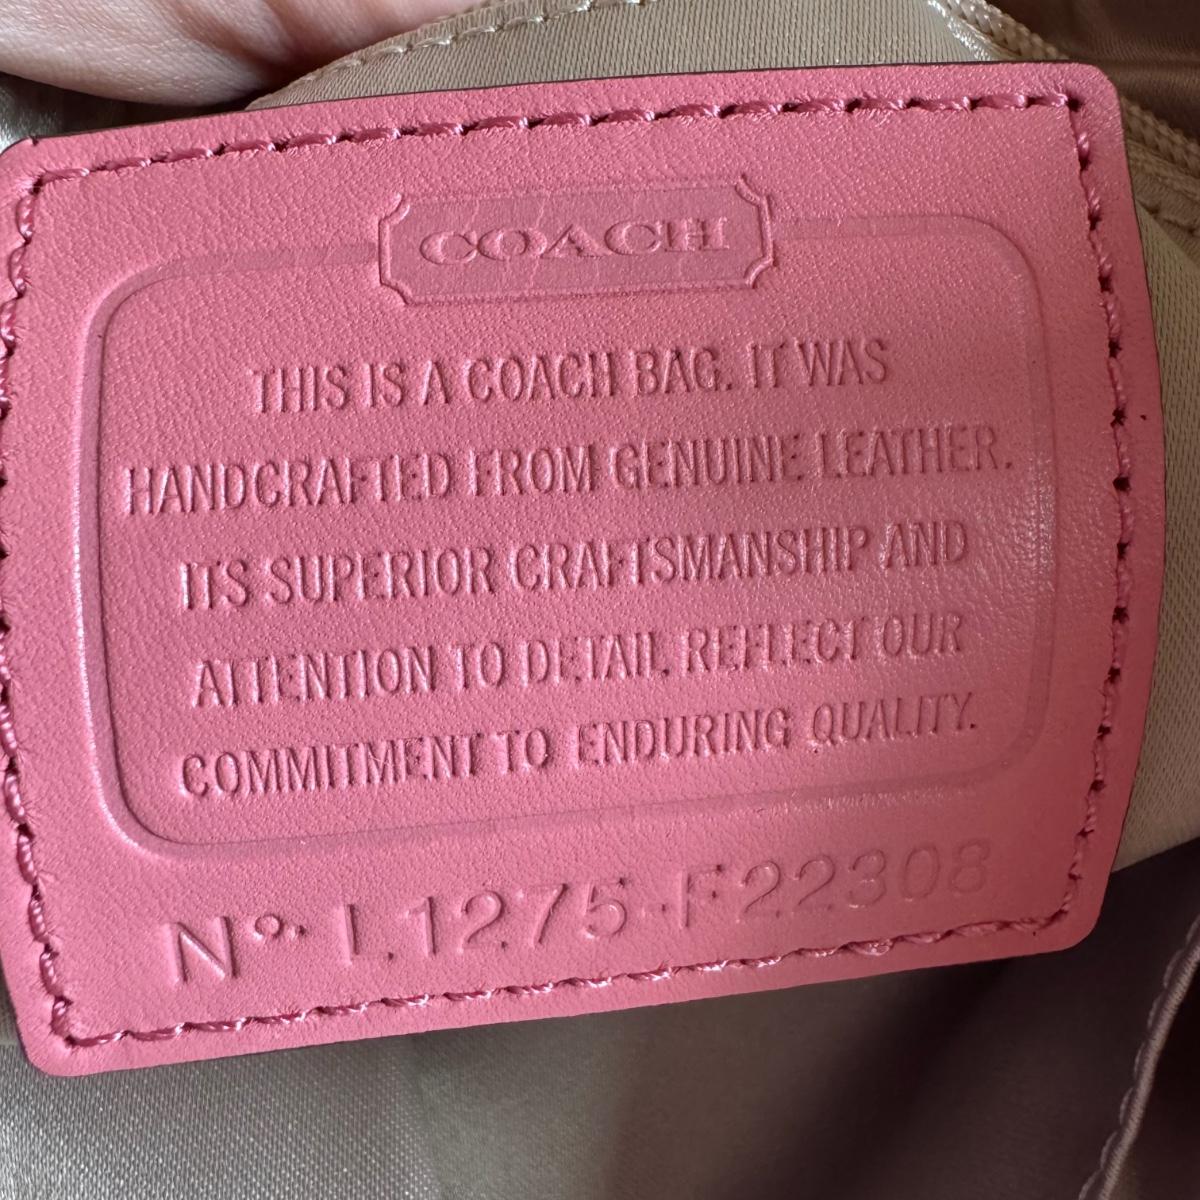 COACH
THIS IS A COACH BAG. IT WAS
HANDCRAFTED FROM GENUINE LEATHER.
ITS SUPERIOR CRAFTSMANSHIP AND
ATTENTION TO DETAIL REFLECT OUR
COMMITMENT TO ENDURING QUALITY.
Nº. L1275-F22308